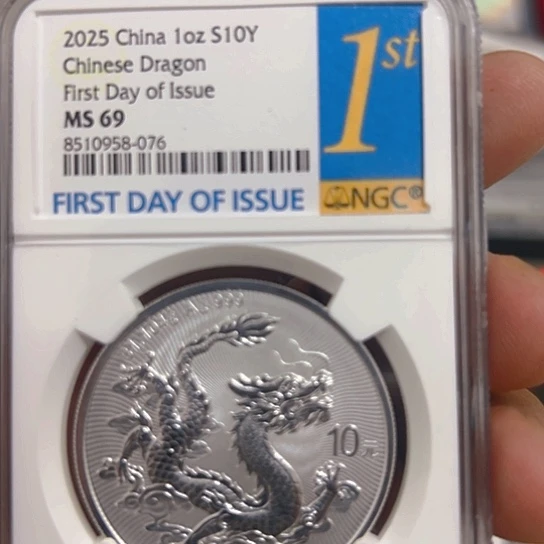 2025 China 1oz S10Y
Chinese Dragon
First Day of Issue
MS 69
8510958-076
FIRST DAY OF ISSUE
1st
NGC®
999
10元